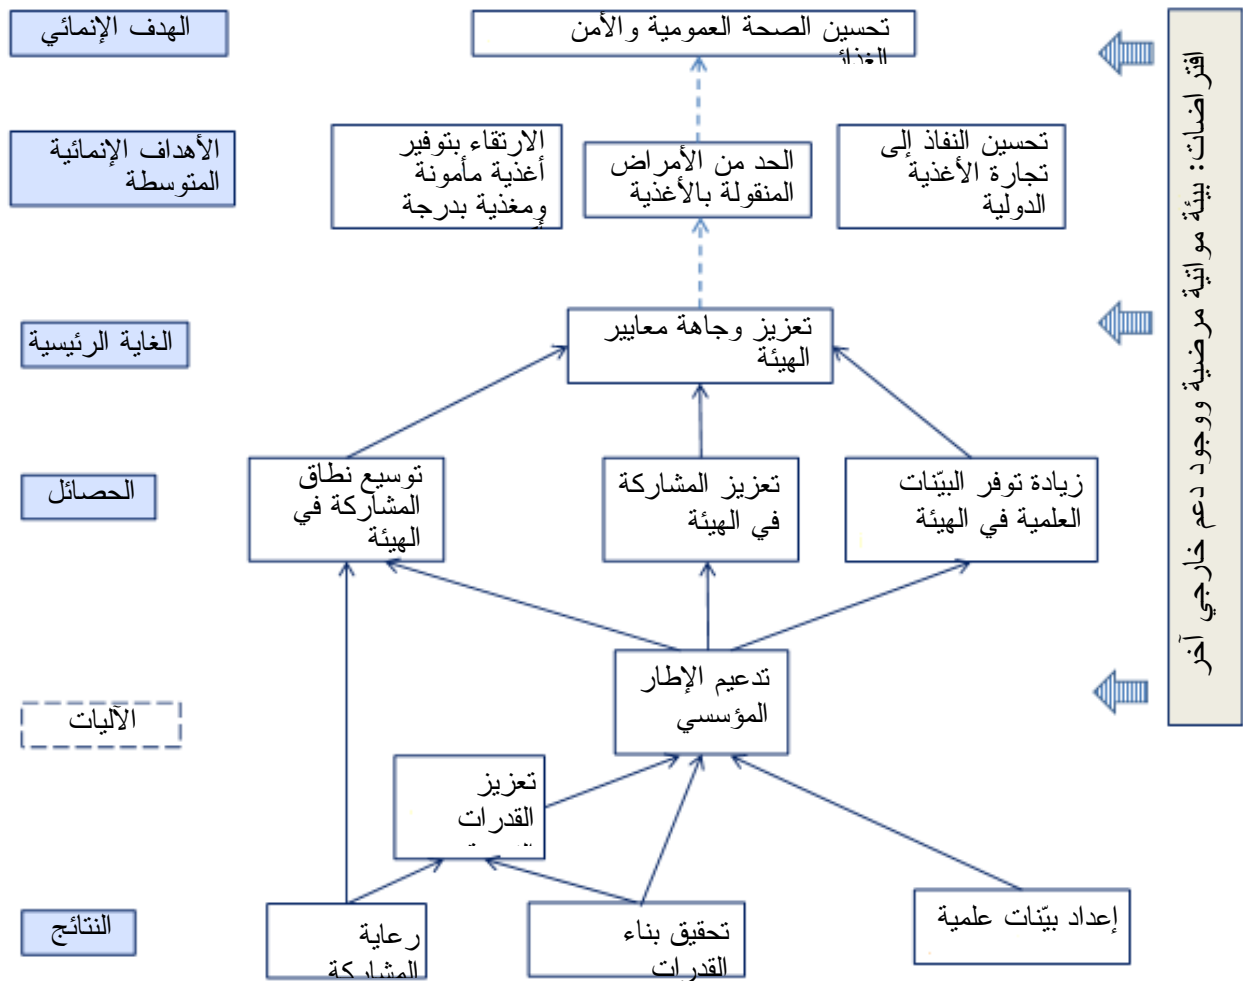 الهدف الإنمائي
تحسين الصحة العمومية والأمن
افتراضات: بيئة مواتية مرضية ووجود دعم خارجي آخر
الأهداف الإنمائية
المتوسطة
الارتقاء بتوفير
أغذية مأمونة
ومغذية بدرجة
الحد من الأمراض
المنقولة بالأغذية
تحسين النفاذ إلى
تجارة الأغذية
الدولية
الغاية الرئيسية
تعزيز وجاهة معايير
الهيئة
الحصائل
توسيع نطاق
المشاركة في
الهيئة
تعزيز المشاركة
في الهيئة
زيادة توفر البيّنات
العلمية في الهيئة
الآليات
تدعيم الإطار
المؤسسي
تعزيز
القدرات
النتائج
رعاية
المشاركة
تحقيق بناء
القدرات
إعداد بيّنات علمية